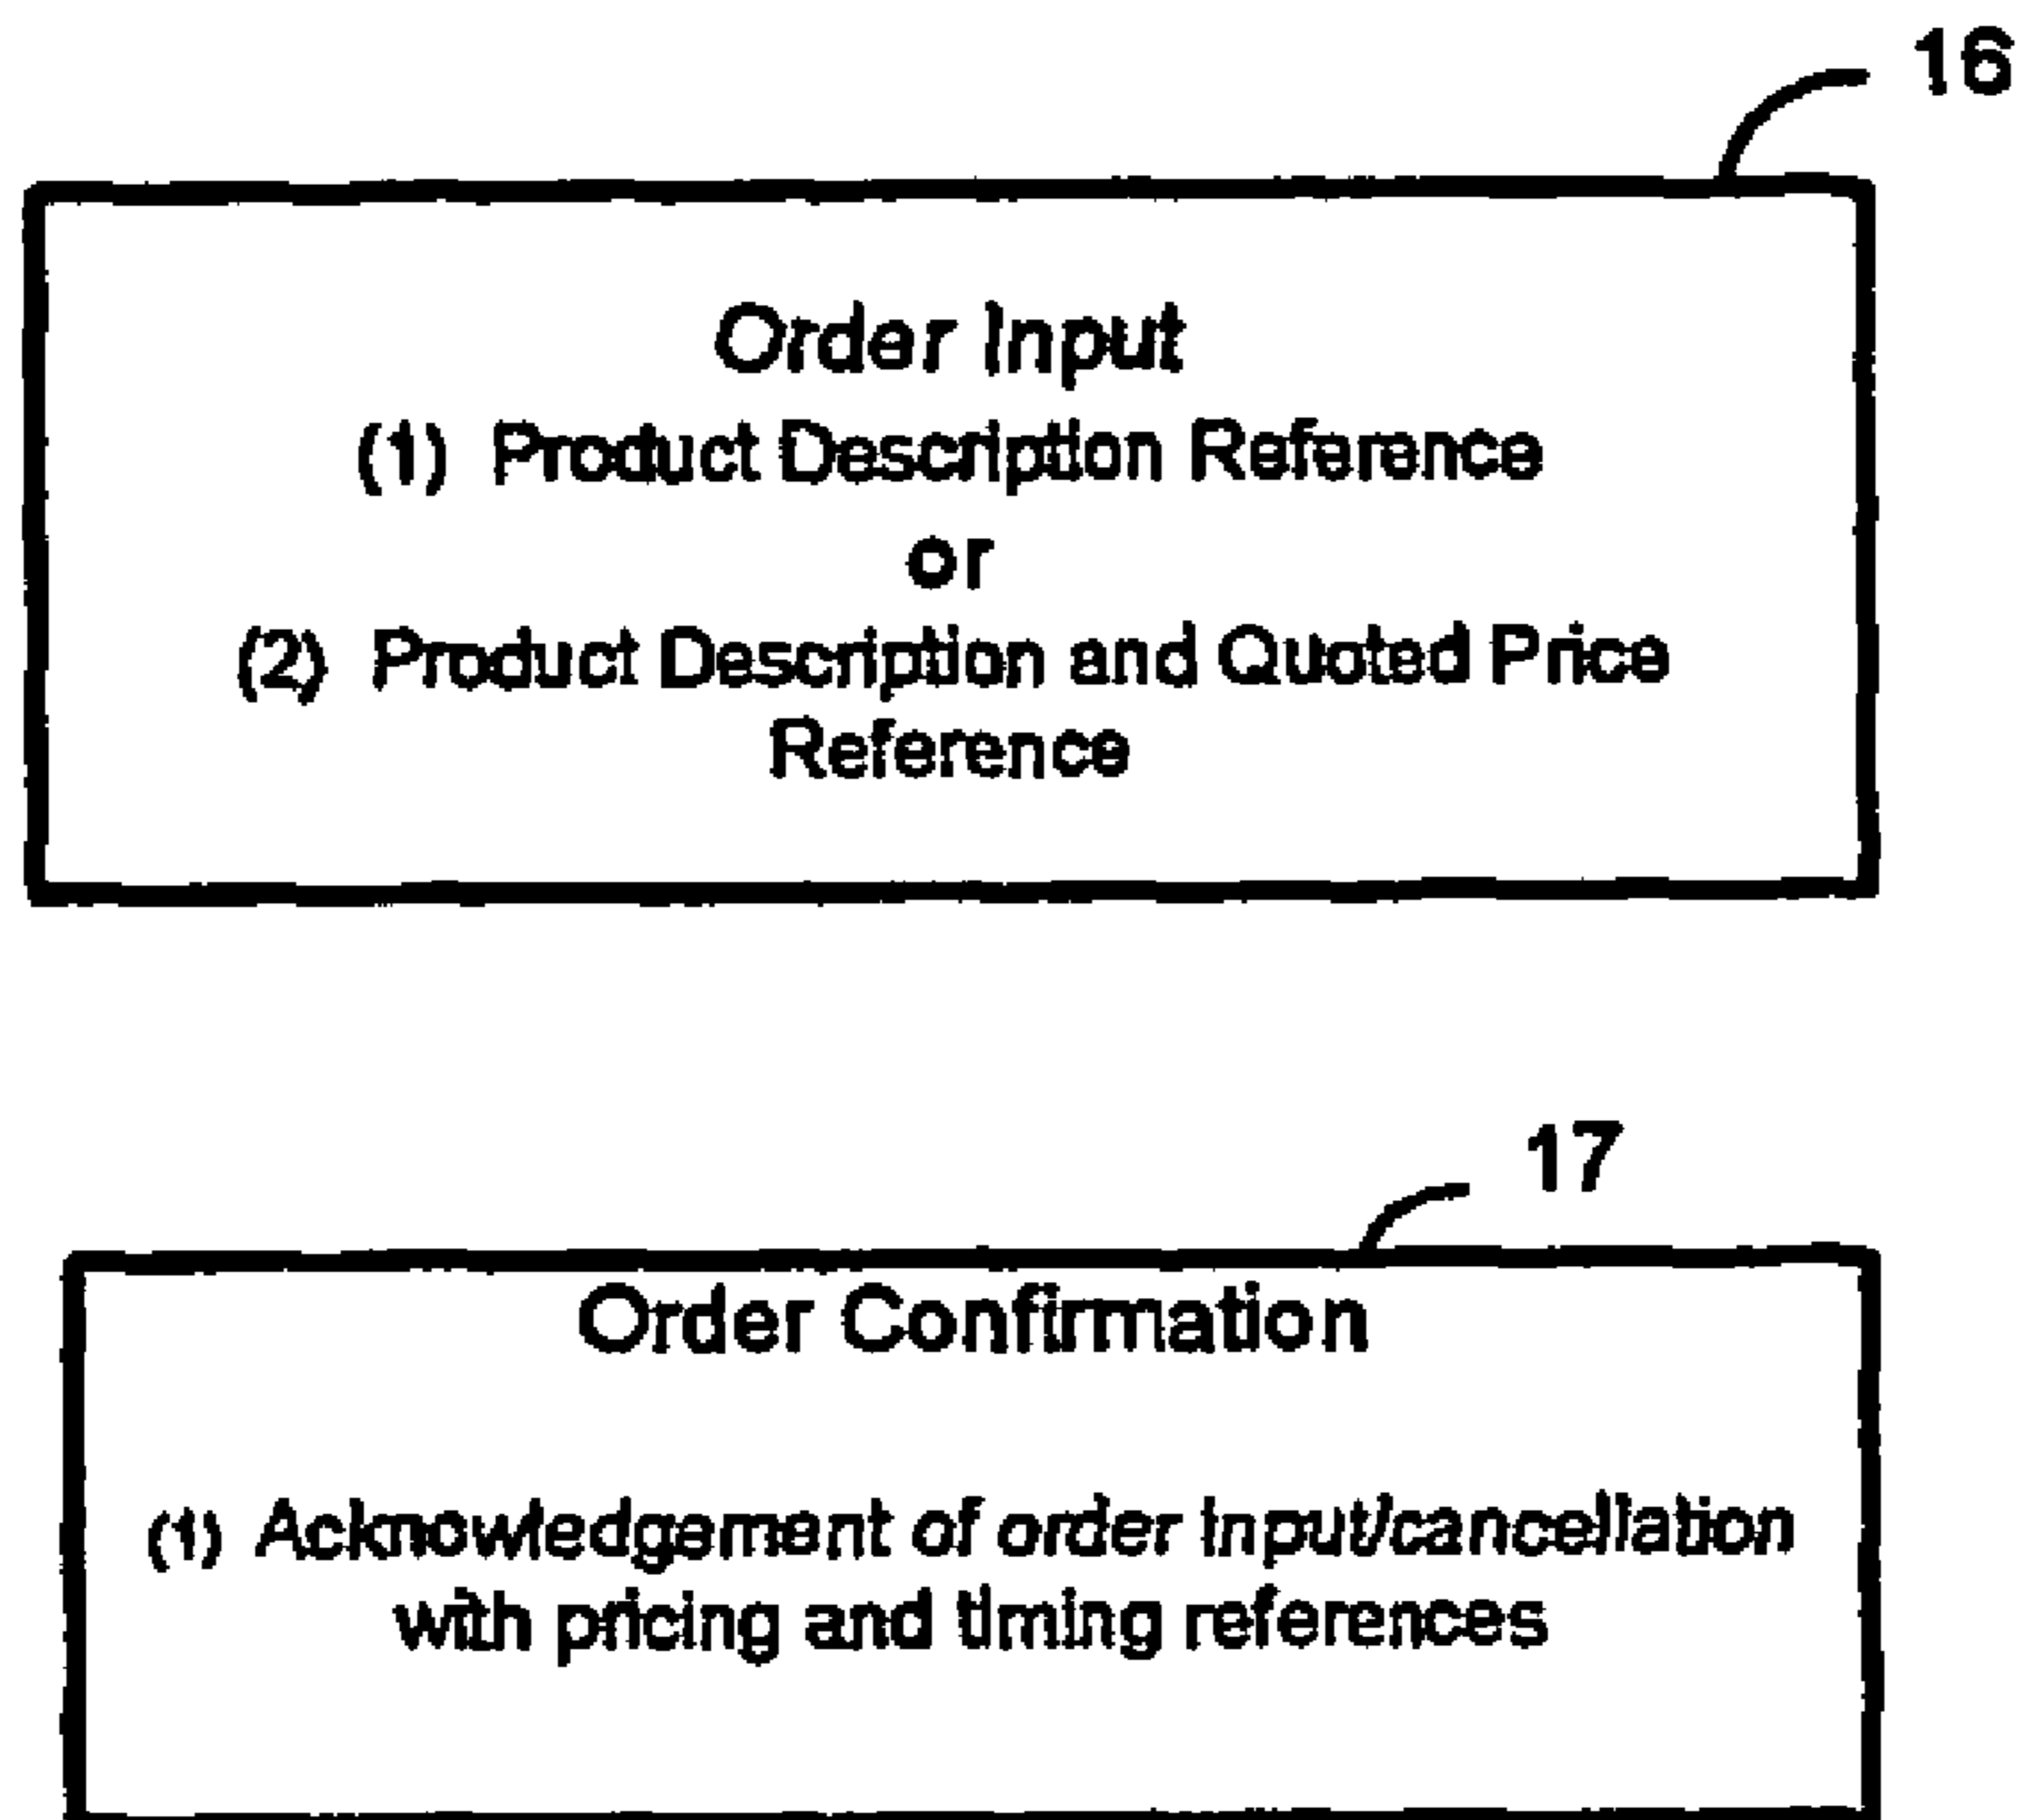 16
Order Input
(1) Product Description Reference
or
(2) Product Description and Quoted Price
Reference
17
Order Confirmation
(1) Acknowledgement of order Input/cancellation
with pricing and timing references